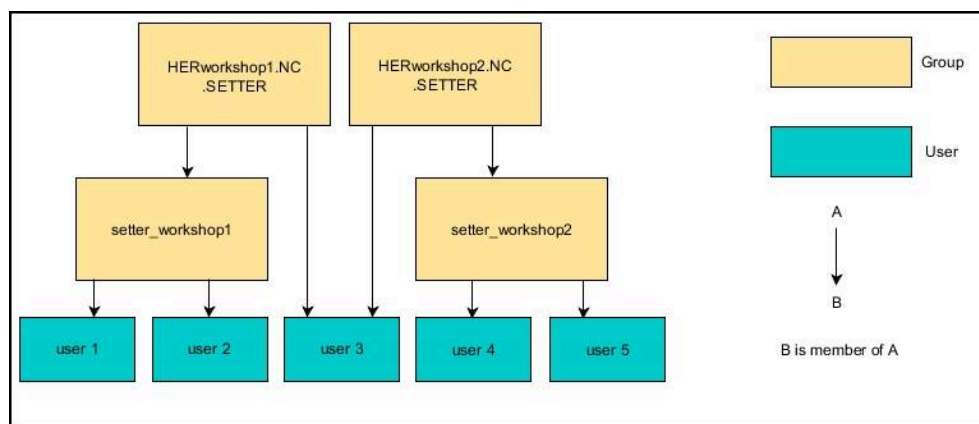 HERworkshop1.NC
.SETTER
HERworkshop2.NC
.SETTER
Group
User
setter_workshop1
setter_workshop2
A
B
user 1
user 2
user 3
user 4
user 5
B is member of A